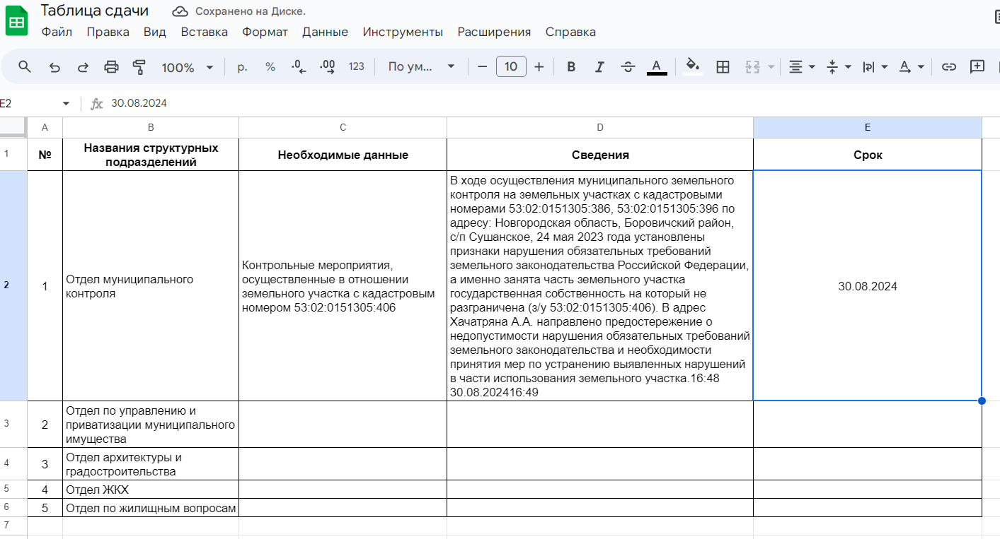 Таблица сдачи
Сохранено на Диске.
Файл Правка Вид Вставка Формат Данные Инструменты Расширения Справка
100% р. % .0 .00 123 По ум... 10 B I S A A
E2 fx 30.08.2024
A B C D E
1
№
Названия структурных
подразделений
Необходимые данные
Сведения
Срок
2
1
Отдел муниципального
контроля
Контрольные мероприятия,
осуществленные в отношении
земельного участка с кадастровым
номером 53:02:0151305:406
В ходе осуществления муниципального земельного
контроля на земельных участках с кадастровыми
номерами 53:02:0151305:386, 53:02:0151305:396 по
адресу: Новгородская область, Боровичский район,
с/п Сушанское, 24 мая 2023 года установлены
признаки нарушения обязательных требований
земельного законодательства Российской Федерации,
а именно занята часть земельного участка
государственная собственность на который не
разграничена (з/у 53:02:0151305:406). В адрес
Хачатряна А.А. направлено предостережение о
недопустимости нарушения обязательных требований
земельного законодательства и необходимости
принятия мер по устранению выявленных нарушений
в части использования земельного участка.16:48
30.08.202416:49
30.08.2024
3
2
Отдел по управлению и
приватизации муниципального
имущества
4
3
Отдел архитектуры и
градостроительства
5
4
Отдел ЖКХ
6
5
Отдел по жилищным вопросам
7